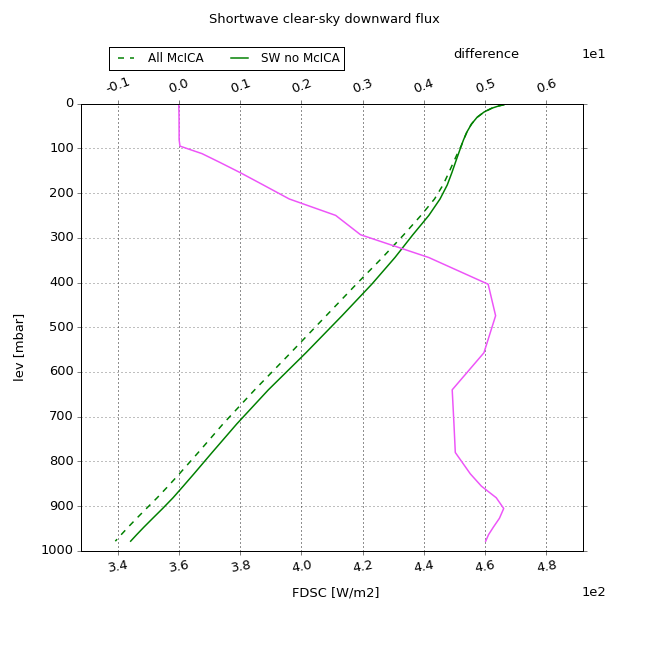 Shortwave clear-sky downward flux
All McICA SW no McICA
difference 1e1
-0.1 0.0 0.1 0.2 0.3 0.4 0.5 0.6
0
100
200
300
400
500
600
700
800
900
1000
lev [mbar]
3.4 3.6 3.8 4.0 4.2 4.4 4.6 4.8
FDSC [W/m2] 1e2